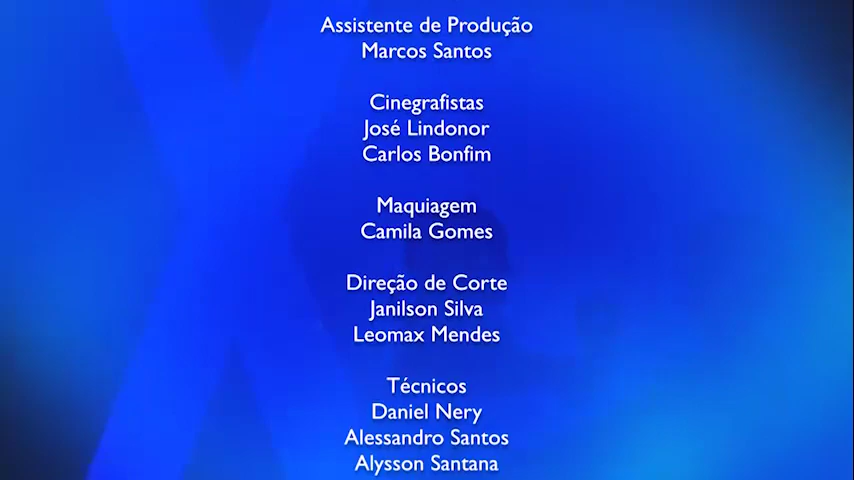 Assistente de Produção
Marcos Santos
Cinegrafistas
José Lindonor
Carlos Bonfim
Maquiagem
Camila Gomes
Direção de Corte
Janilson Silva
Leomax Mendes
Técnicos
Daniel Nery
Alessandro Santos
Alysson Santana